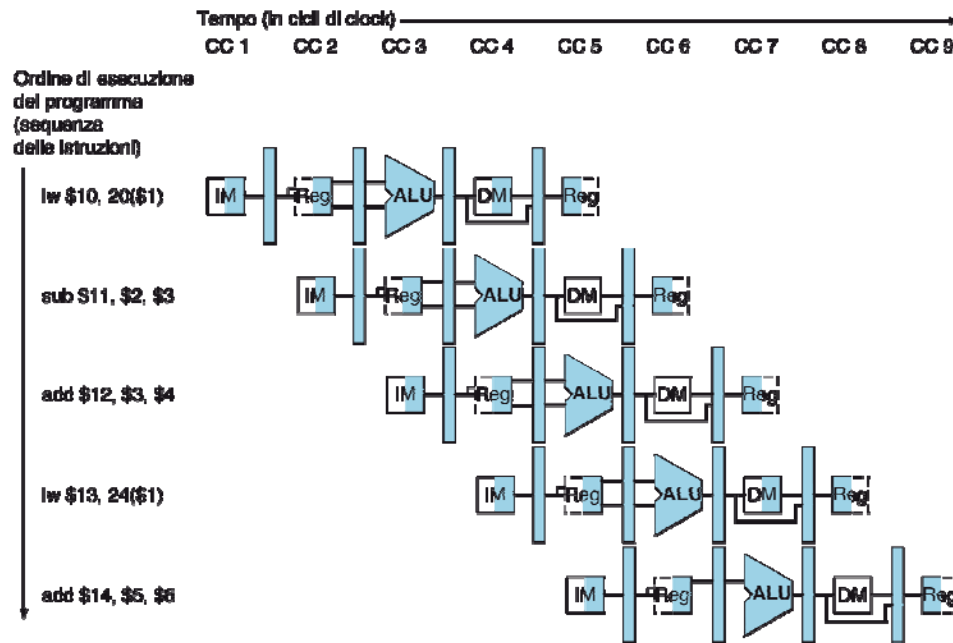 Tempo (in cicli di clock)
CC 1 CC 2 CC 3 CC 4 CC 5 CC 6 CC 7 CC 8 CC 9
Ordine di esecuzione
del programma
(sequenza
delle istruzioni)
lw $10, 20($1) IM Reg ALU DM Reg
sub $11, $2, $3 IM Reg ALU DM Reg
add $12, $3, $4 IM Reg ALU DM Reg
lw $13, 24($1) IM Reg ALU DM Reg
add $14, $5, $6 IM Reg ALU DM Reg